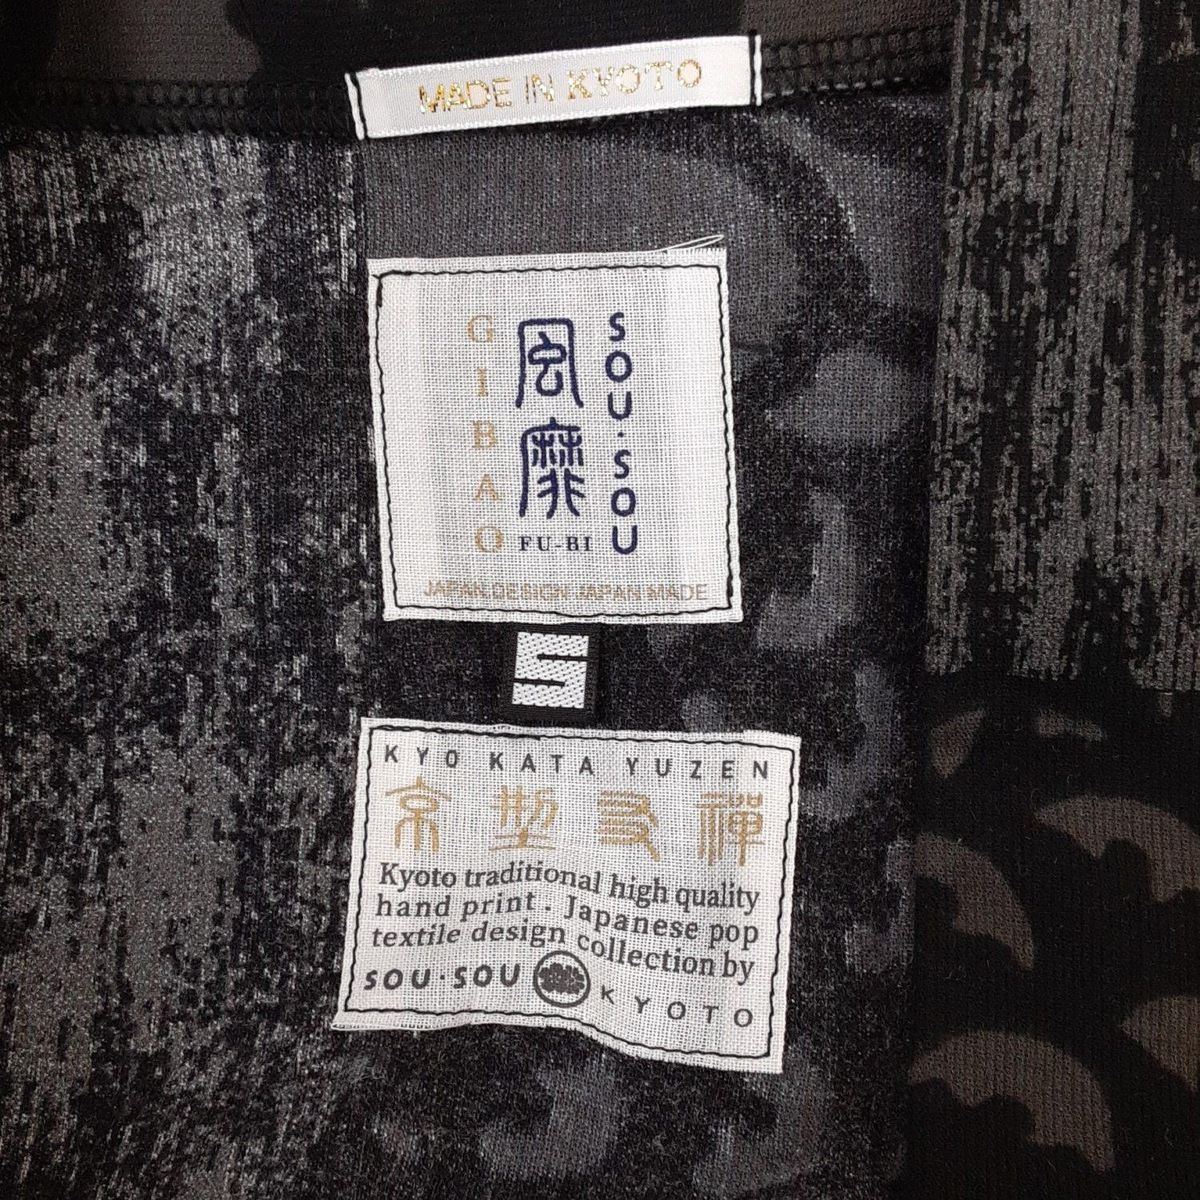 MADE IN KYOTO
GIBAO
風靡
FU-BI
SOU·SOU
JAPAN DESIGN JAPAN MADE
S
KYO KATA YUZEN
京型友禅
Kyoto traditional high quality
hand print . Japanese pop
textile design collection by
SOU·SOU KYOTO